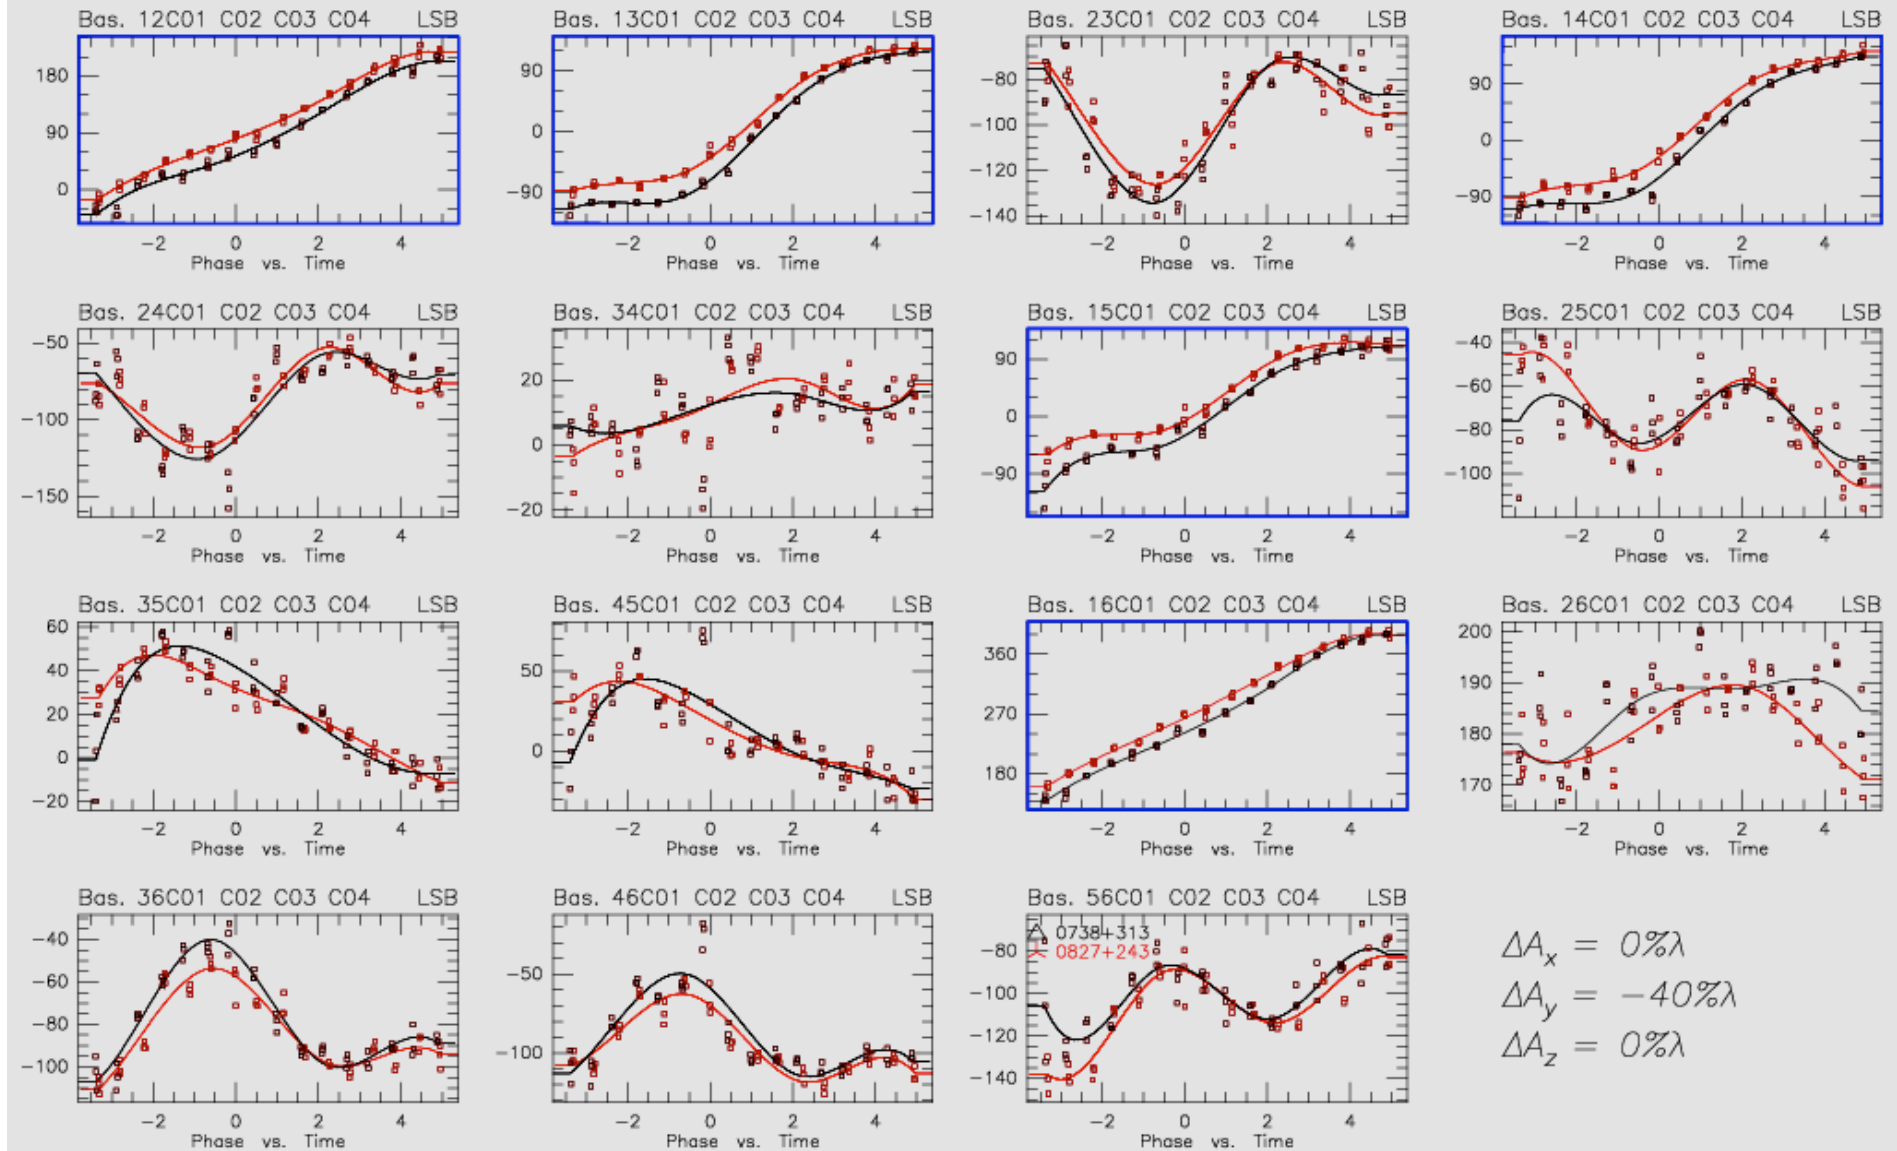 Bas. 12C01 C02 C03 C04 LSB
180
90
0
-2 0 2 4
Phase vs. Time
Bas. 13C01 C02 C03 C04 LSB
90
0
-90
-2 0 2 4
Phase vs. Time
Bas. 23C01 C02 C03 C04 LSB
-80
-100
-120
-140
-2 0 2 4
Phase vs. Time
Bas. 14C01 C02 C03 C04 LSB
90
0
-90
-2 0 2 4
Phase vs. Time
Bas. 24C01 C02 C03 C04 LSB
-50
-100
-150
-2 0 2 4
Phase vs. Time
Bas. 34C01 C02 C03 C04 LSB
20
0
-20
-2 0 2 4
Phase vs. Time
Bas. 15C01 C02 C03 C04 LSB
90
0
-90
-2 0 2 4
Phase vs. Time
Bas. 25C01 C02 C03 C04 LSB
-40
-60
-80
-100
-2 0 2 4
Phase vs. Time
Bas. 35C01 C02 C03 C04 LSB
60
40
20
0
-20
-2 0 2 4
Phase vs. Time
Bas. 45C01 C02 C03 C04 LSB
50
0
-2 0 2 4
Phase vs. Time
Bas. 16C01 C02 C03 C04 LSB
360
270
180
-2 0 2 4
Phase vs. Time
Bas. 26C01 C02 C03 C04 LSB
200
190
180
170
-2 0 2 4
Phase vs. Time
Bas. 36C01 C02 C03 C04 LSB
-40
-60
-80
-100
-2 0 2 4
Phase vs. Time
Bas. 46C01 C02 C03 C04 LSB
-50
-100
-2 0 2 4
Phase vs. Time
Bas. 56C01 C02 C03 C04 LSB
0738+313
0827+243
-80
-100
-120
-140
-2 0 2 4
Phase vs. Time
ΔAx = 0%λ
ΔAy = -40%λ
ΔAz = 0%λ